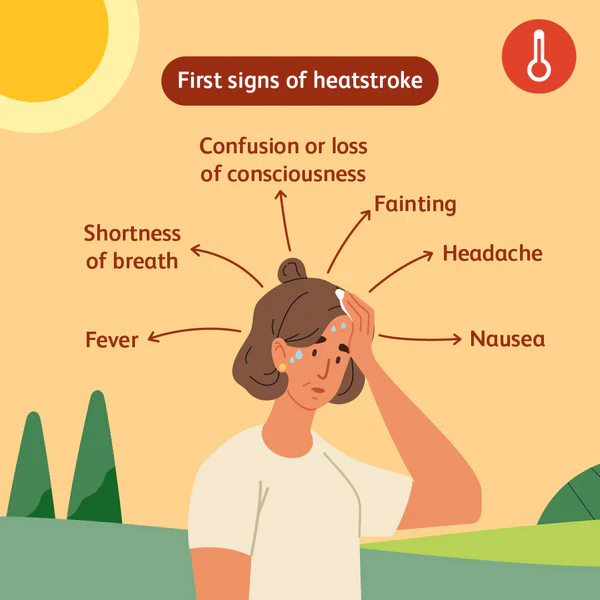 First signs of heatstroke
Confusion or loss
of consciousness
Fainting
Shortness
of breath
Headache
Fever
Nausea